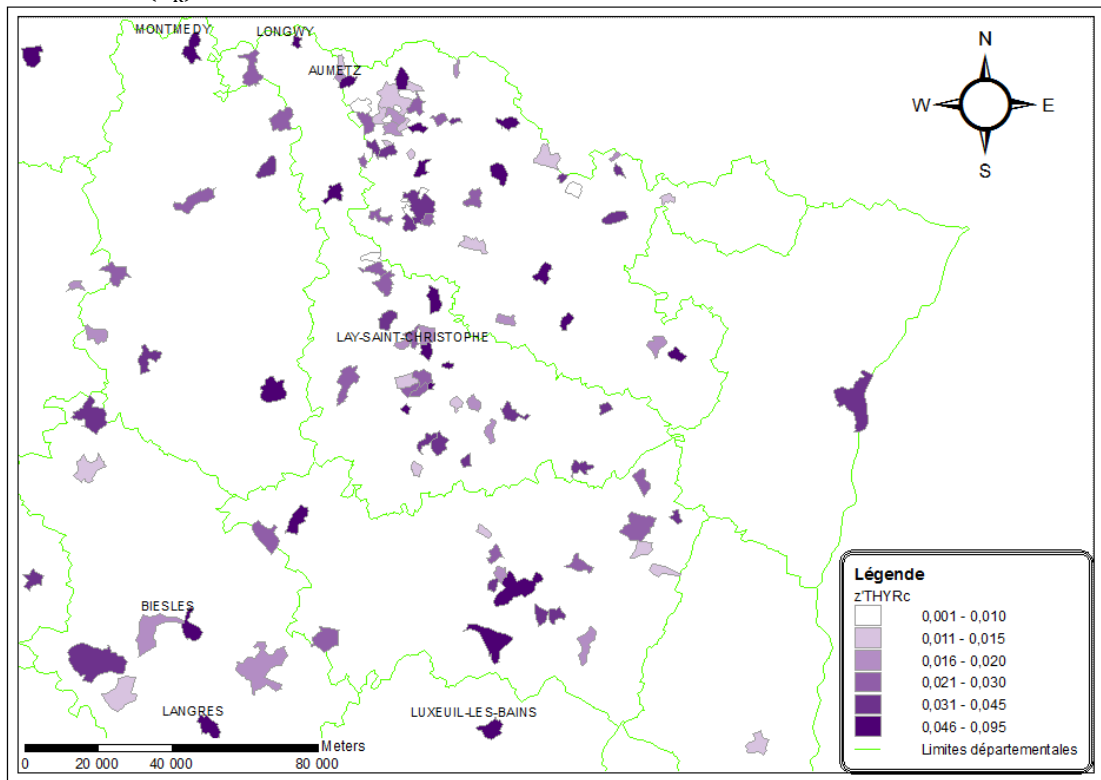 MONTMEDY
LONGWY
AUMETZ
N
W E
S
LAY-SAINT-CHRISTOPHE
BIESLES
LANGRES
LUXEUIL-LES-BAINS
Meters
0 20 000 40 000 80 000
Légende
z'THYRc
0,001 - 0,010
0,011 - 0,015
0,016 - 0,020
0,021 - 0,030
0,031 - 0,045
0,046 - 0,095
Limites départementales